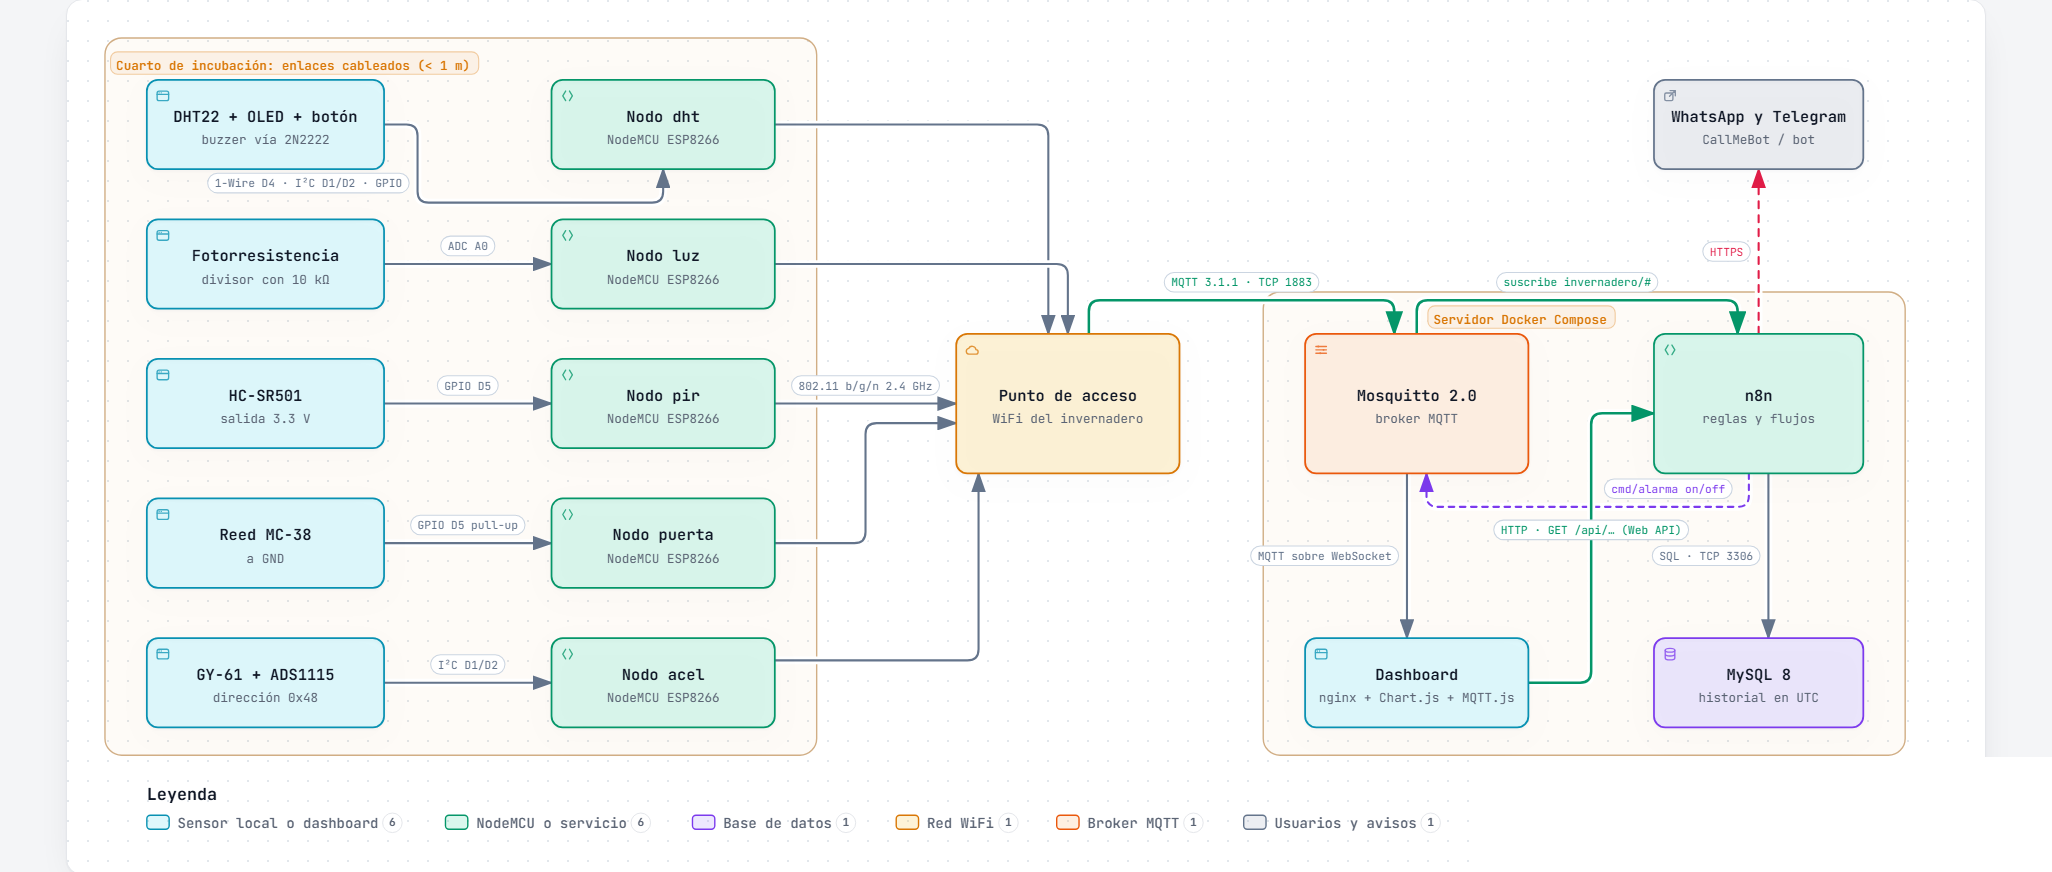 Cuarto de incubación: enlaces cableados (< 1 m)
DHT22 + OLED + botón
buzzer vía 2N2222
Nodo dht
NodeMCU ESP8266
WhatsApp y Telegram
CallMeBot / bot
1-Wire D4 · I²C D1/D2 · GPIO
Fotorresistencia
divisor con 10 kΩ
ADC A0
Nodo luz
NodeMCU ESP8266
HTTPS
MQTT 3.1.1 · TCP 1883
suscribe invernadero/#
Servidor Docker Compose
HC-SR501
salida 3.3 V
GPIO D5
Nodo pir
NodeMCU ESP8266
802.11 b/g/n 2.4 GHz
Punto de acceso
WiFi del invernadero
Mosquitto 2.0
broker MQTT
n8n
reglas y flujos
cmd/alarma on/off
Reed MC-38
a GND
GPIO D5 pull-up
Nodo puerta
NodeMCU ESP8266
HTTP · GET /api/… (Web API)
MQTT sobre WebSocket
SQL · TCP 3306
GY-61 + ADS1115
dirección 0x48
I²C D1/D2
Nodo acel
NodeMCU ESP8266
Dashboard
nginx + Chart.js + MQTT.js
MySQL 8
historial en UTC
Leyenda
Sensor local o dashboard 6
NodeMCU o servicio 6
Base de datos 1
Red WiFi 1
Broker MQTT 1
Usuarios y avisos 1